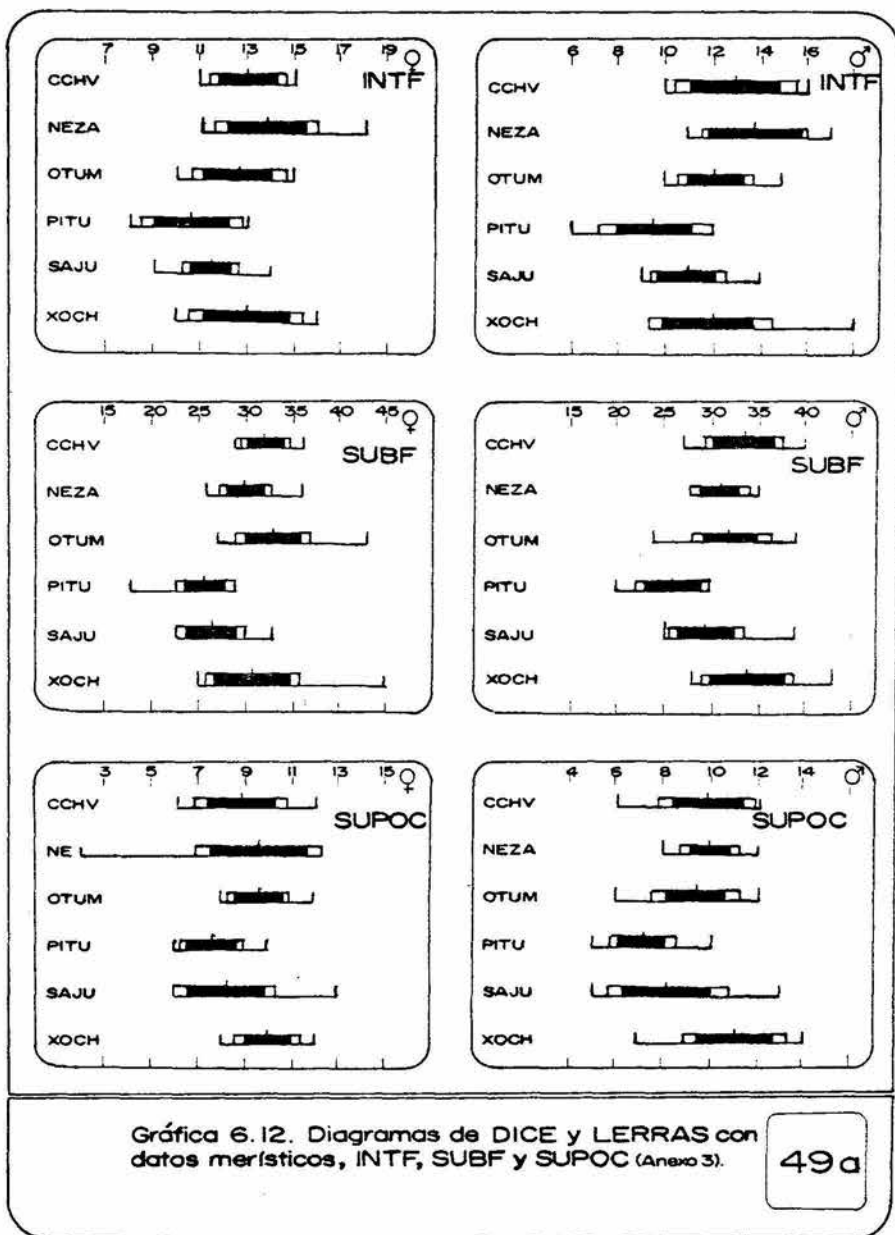 7 9 11 13 15 17 19 ♀
INTF
CCHV
NEZA
OTUM
PITU
SAJU
XOCH
6 8 10 12 14 16 ♂
INTF
CCHV
NEZA
OTUM
PITU
SAJU
XOCH
15 20 25 30 35 40 45 ♀
SUBF
CCHV
NEZA
OTUM
PITU
SAJU
XOCH
15 20 25 30 35 40 ♂
SUBF
CCHV
NEZA
OTUM
PITU
SAJU
XOCH
3 5 7 9 11 13 15 ♀
SUPOC
CCHV
NE
OTUM
PITU
SAJU
XOCH
4 6 8 10 12 14 ♂
SUPOC
CCHV
NEZA
OTUM
PITU
SAJU
XOCH
Gráfica 6.12. Diagramas de DICE y LERRAS con
datos merísticos, INTF, SUBF y SUPOC (Anexo 3).
49a